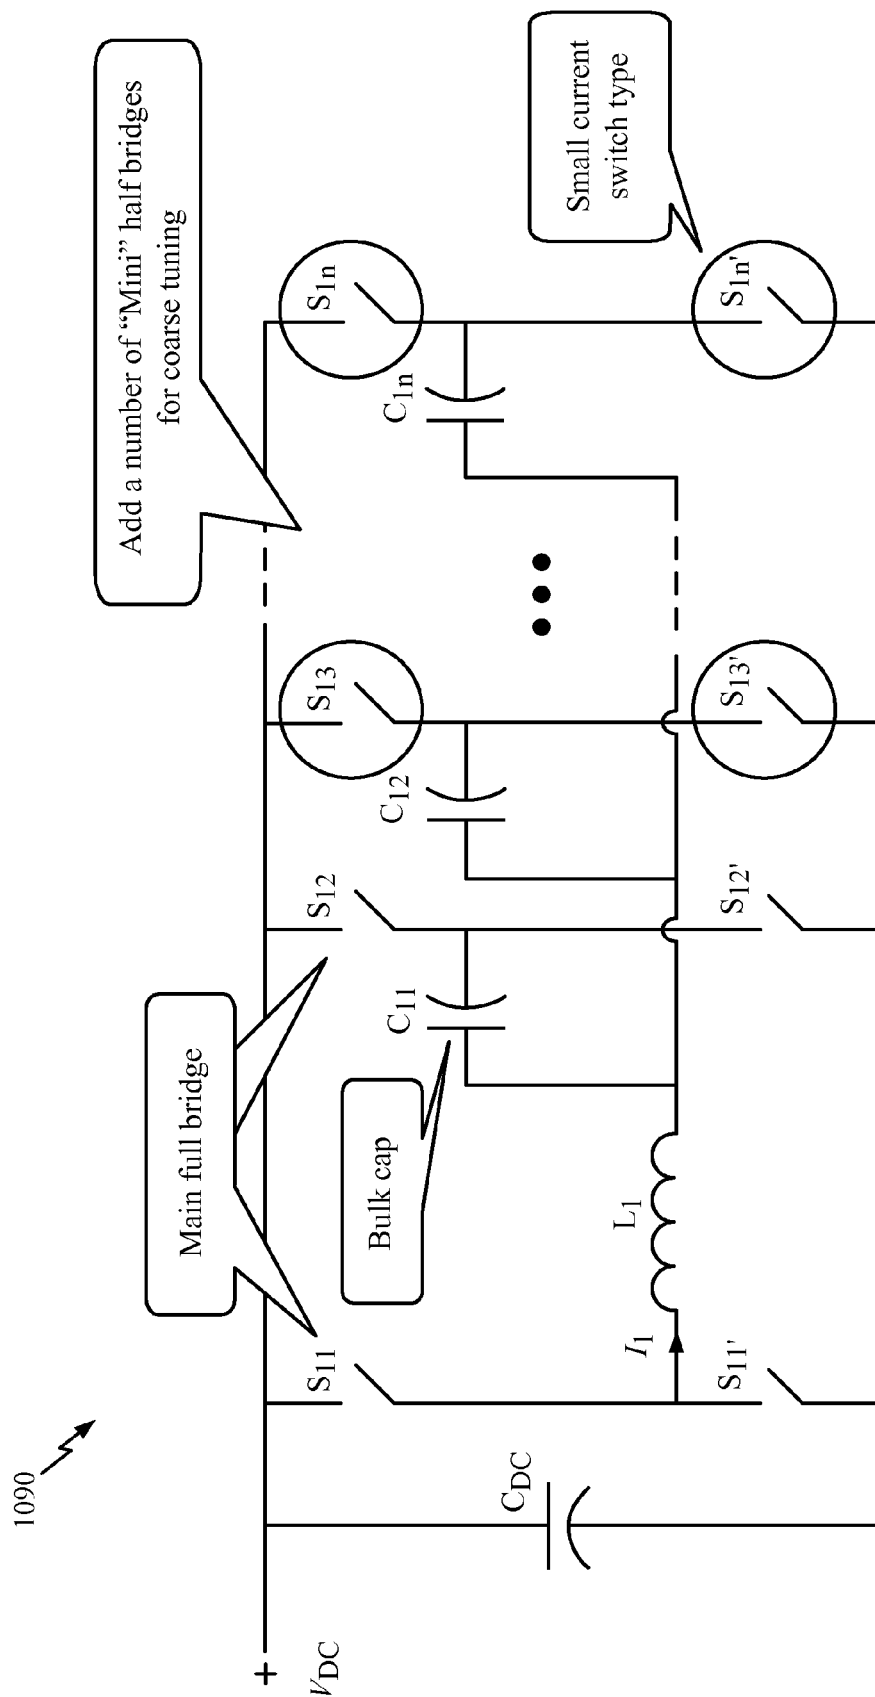 1090
Add a number of “Mini” half bridges
for coarse tuning
Main full bridge
Bulk cap
Small current
switch type
+
VDC
CDC
S11
S12
S13
S1n
C11
C12
C1n
I1
L1
S11'
S12'
S13'
S1n'